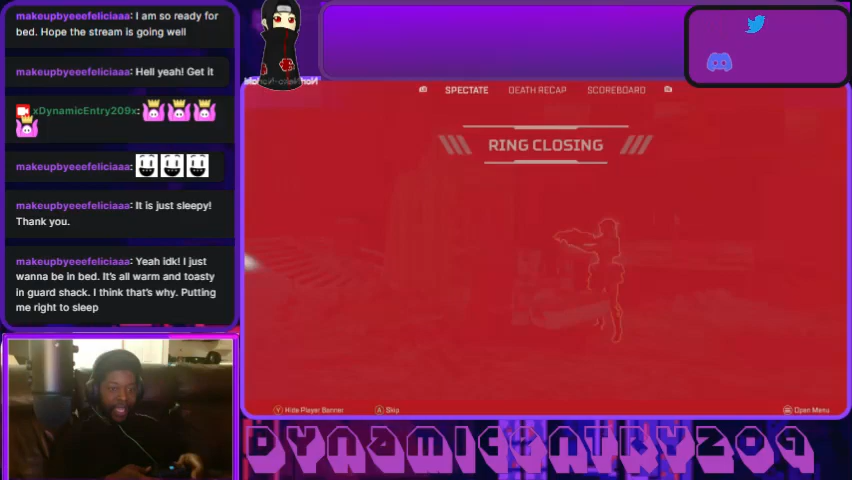 makeupbyeeefeliciaaa: I am so ready for
bed. Hope the stream is going well
makeupbyeeefeliciaaa: Hell yeah! Get it
xDynamicEntry209x:
makeupbyeeefeliciaaa:
makeupbyeeefeliciaaa: It is just sleepy!
Thank you.
makeupbyeeefeliciaaa: Yeah idk! I just
wanna be in bed. It's all warm and toasty
in guard shack. I think that's why. Putting
me right to sleep
SPECTATE DEATH RECAP SCOREBOARD
RING CLOSING
Y Hide Player Banner A Skip Open Menu
DYNAMICENTRY209